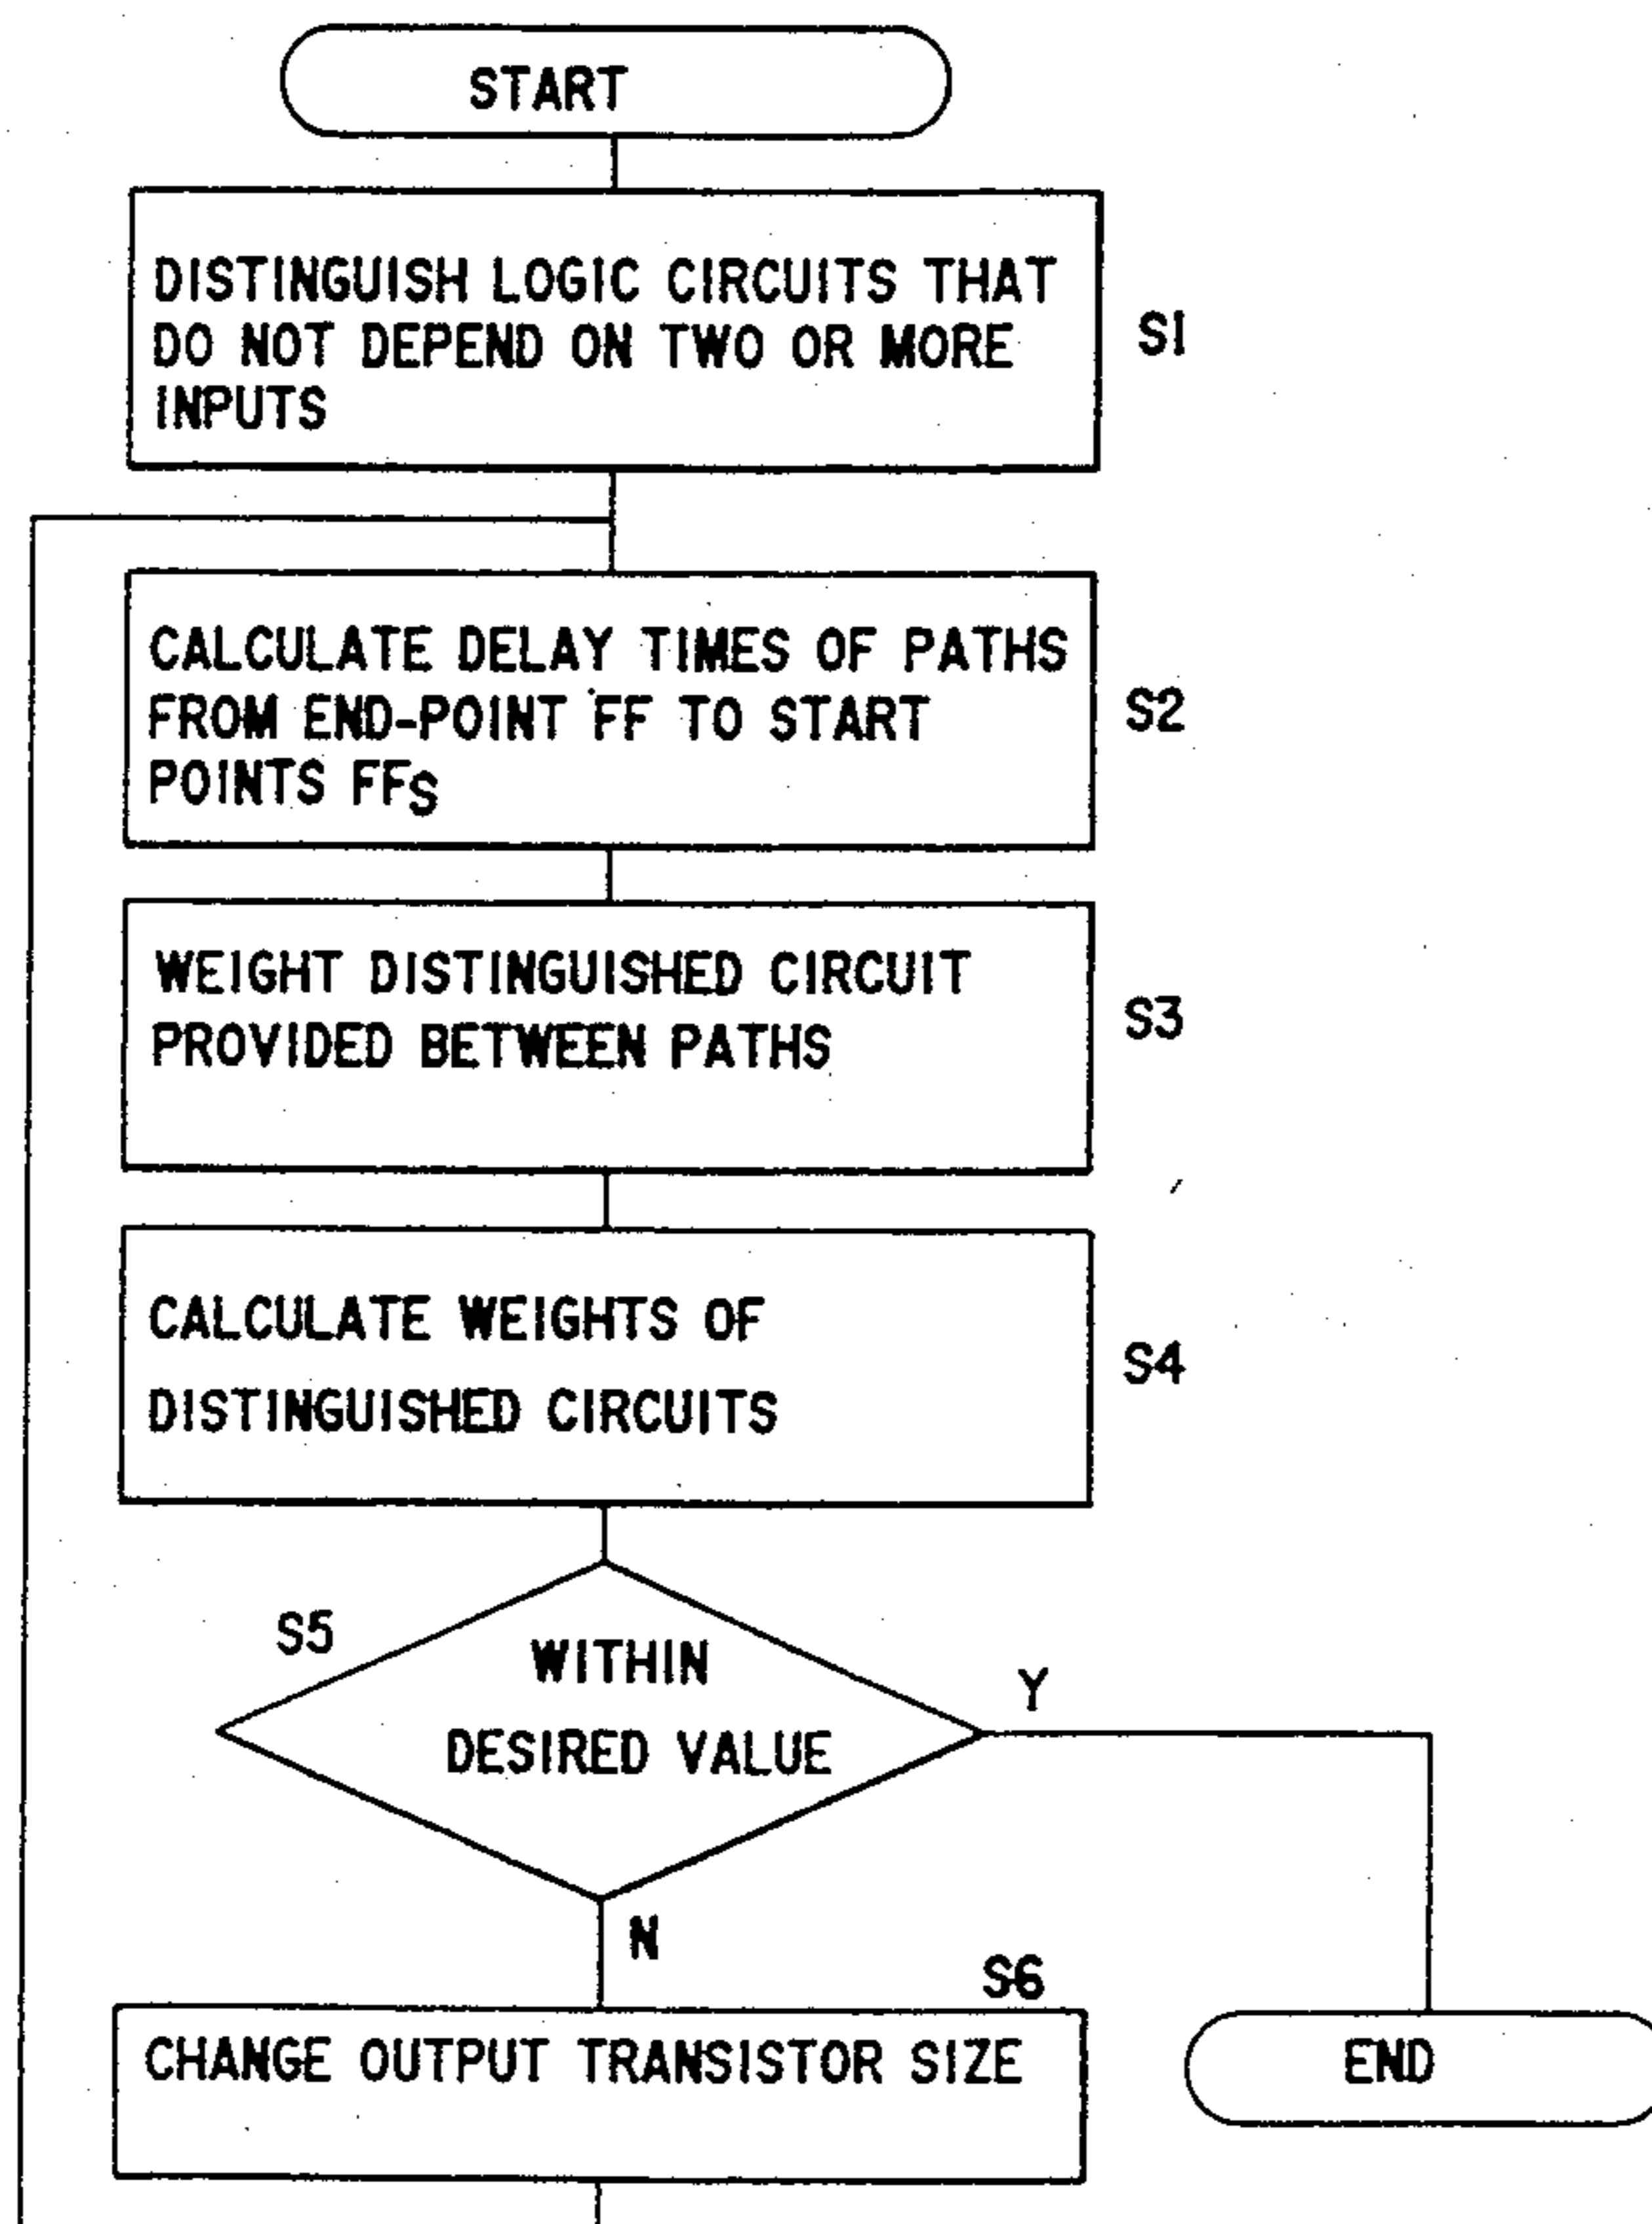 START
DISTINGUISH LOGIC CIRCUITS THAT
DO NOT DEPEND ON TWO OR MORE
INPUTS
S1
CALCULATE DELAY TIMES OF PATHS
FROM END-POINT FF TO START
POINTS FFS
S2
WEIGHT DISTINGUISHED CIRCUIT
PROVIDED BETWEEN PATHS
S3
CALCULATE WEIGHTS OF
DISTINGUISHED CIRCUITS
S4
S5
WITHIN
DESIRED VALUE
Y
N
S6
CHANGE OUTPUT TRANSISTOR SIZE
END